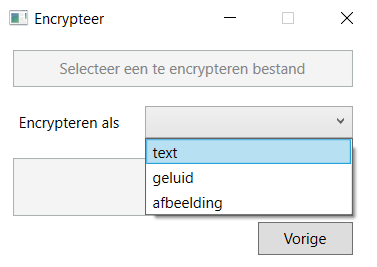 Encrypteer
Selecteer een te encrypteren bestand
Encrypteren als
text
geluid
afbeelding
Vorige